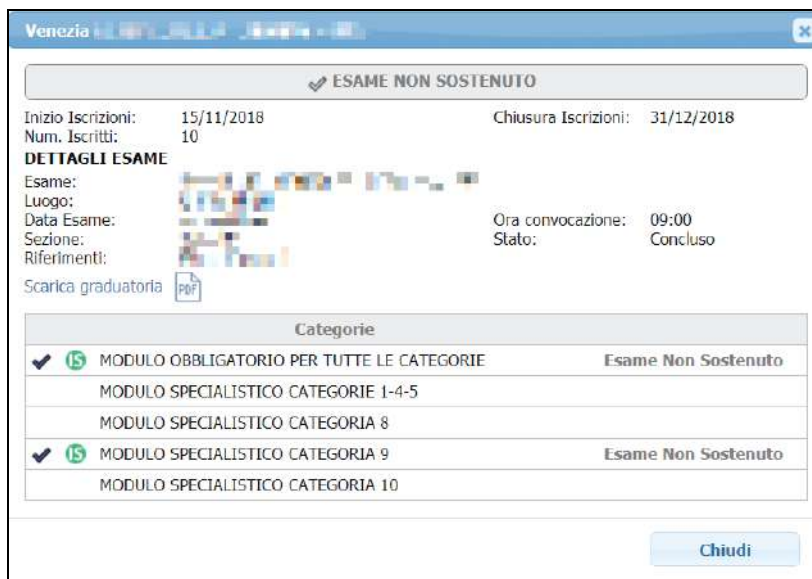 Venezia
ESAME NON SOSTENUTO
Inizio Iscrizioni: 15/11/2018 Chiusura Iscrizioni: 31/12/2018
Num. Iscritti: 10
DETTAGLI ESAME
Esame:
Luogo:
Data Esame: Ora convocazione: 09:00
Sezione: Stato: Concluso
Riferimenti:
Scarica graduatoria PDF
Categorie
IS MODULO OBBLIGATORIO PER TUTTE LE CATEGORIE Esame Non Sostenuto
MODULO SPECIALISTICO CATEGORIE 1-4-5
MODULO SPECIALISTICO CATEGORIA 8
IS MODULO SPECIALISTICO CATEGORIA 9 Esame Non Sostenuto
MODULO SPECIALISTICO CATEGORIA 10
Chiudi